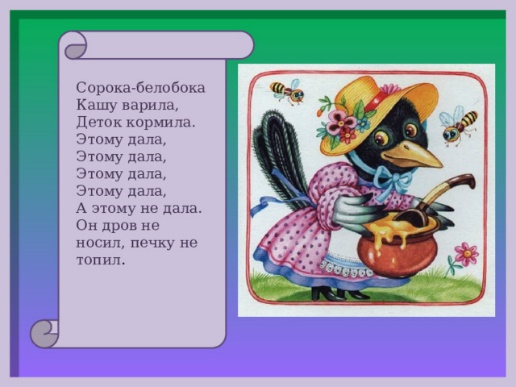 Сорока-белобока
Кашу варила,
Деток кормила.
Этому дала,
Этому дала,
Этому дала,
Этому дала,
А этому не дала.
Он дров не
носил, печку не
топил.